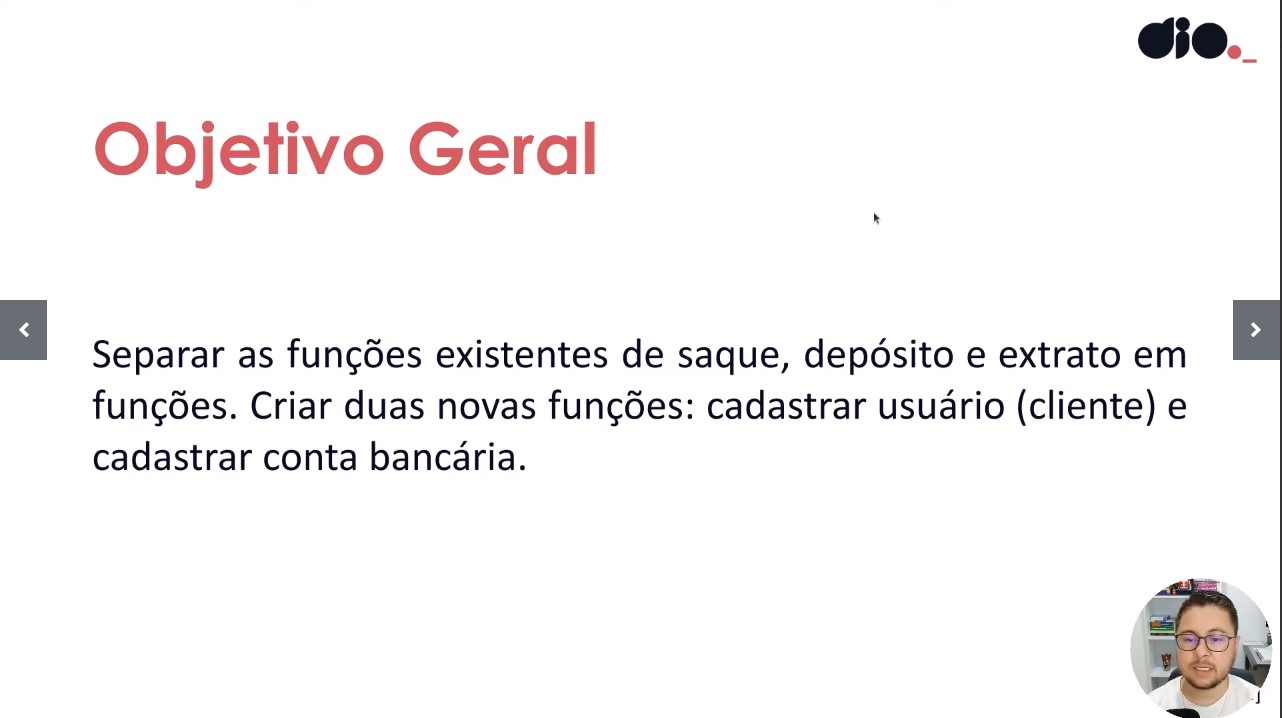 dio._
Objetivo Geral
Separar as funções existentes de saque, depósito e extrato em
funções. Criar duas novas funções: cadastrar usuário (cliente) e
cadastrar conta bancária.